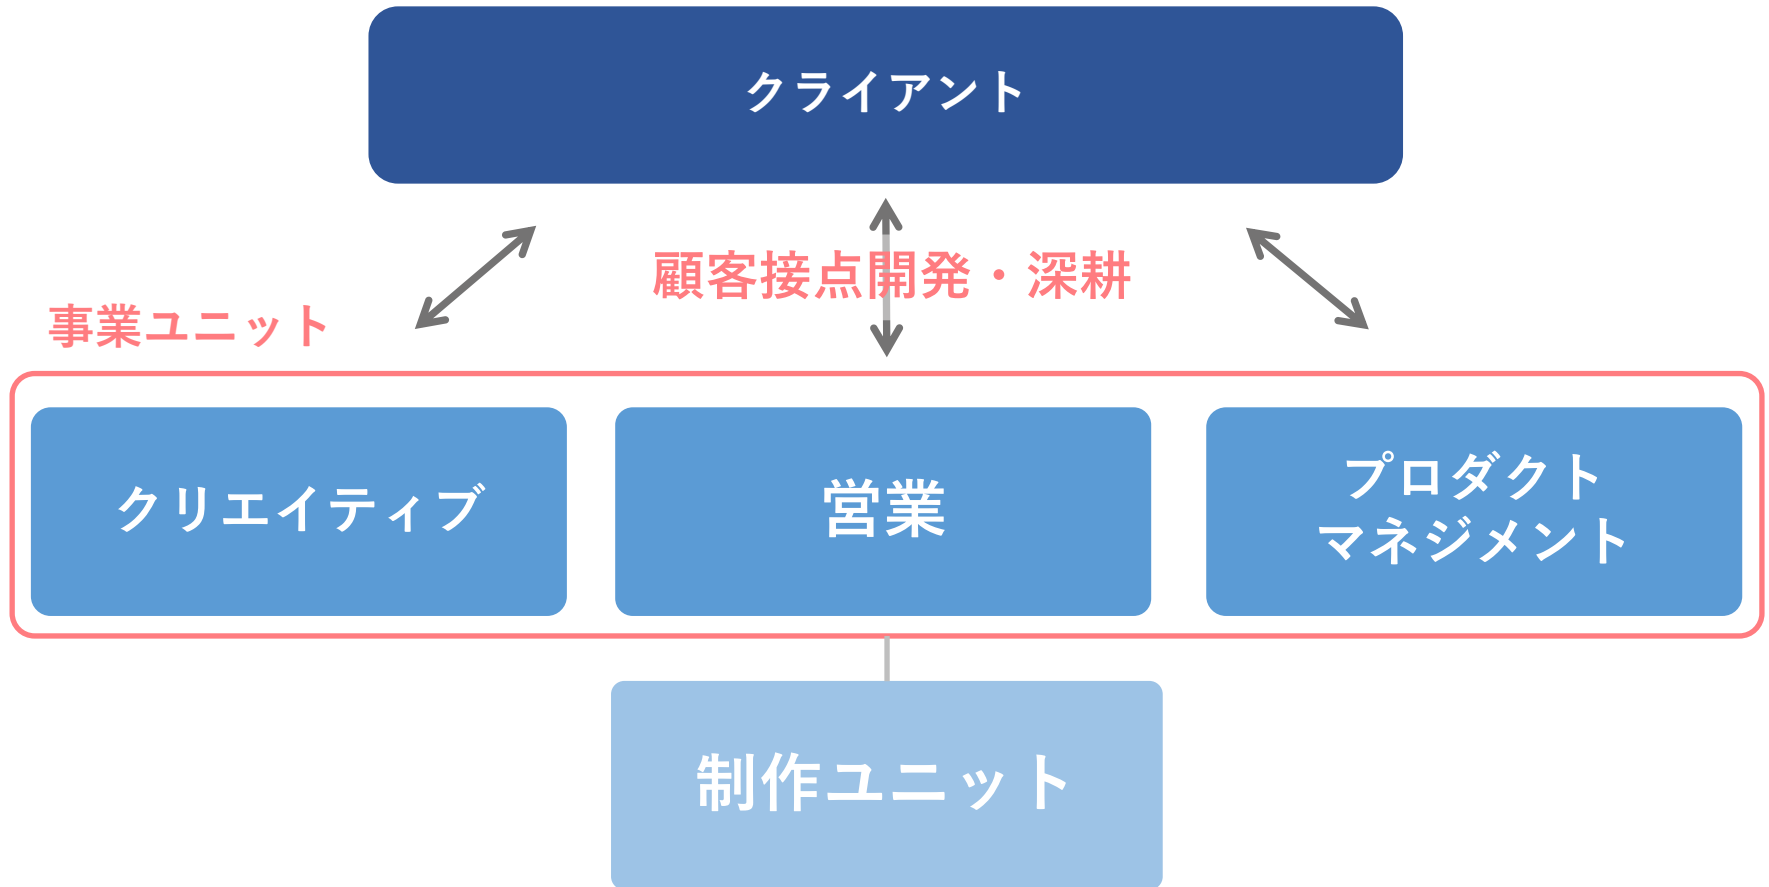 クライアント
顧客接点開発・深耕
事業ユニット
クリエイティブ
営業
プロダクト
マネジメント
制作ユニット